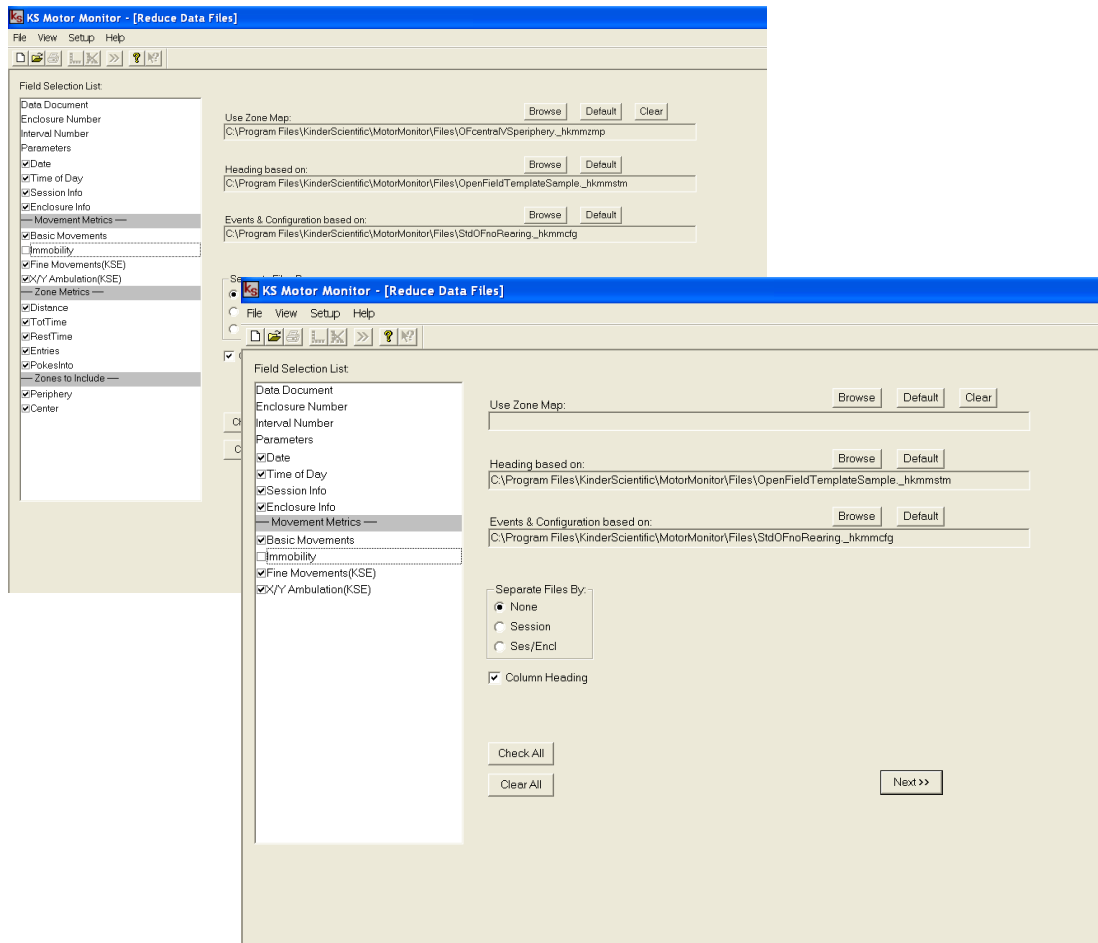 KS Motor Monitor - [Reduce Data Files]
File View Setup Help
Field Selection List:
Data Document
Enclosure Number
Interval Number
Parameters
Date
Time of Day
Session Info
Enclosure Info
— Movement Metrics —
Basic Movements
Immobility
Fine Movements(KSE)
X/Y Ambulation(KSE)
— Zone Metrics —
Distance
TotTime
RestTime
Entries
PokesInto
— Zones to Include —
Periphery
Center
Browse Default Clear
Use Zone Map:
C:\Program Files\KinderScientific\MotorMonitor\Files\OFcentralVSperiphery._hkmmzmp
Browse Default
Heading based on:
C:\Program Files\KinderScientific\MotorMonitor\Files\OpenFieldTemplateSample._hkmmstm
Browse Default
Events & Configuration based on:
C:\Program Files\KinderScientific\MotorMonitor\Files\StdOFnoRearing._hkmmcfg
KS Motor Monitor - [Reduce Data Files]
File View Setup Help
Field Selection List:
Data Document
Enclosure Number
Interval Number
Parameters
Date
Time of Day
Session Info
Enclosure Info
— Movement Metrics —
Basic Movements
Immobility
Fine Movements(KSE)
X/Y Ambulation(KSE)
Browse Default Clear
Use Zone Map:
Browse Default
Heading based on:
C:\Program Files\KinderScientific\MotorMonitor\Files\OpenFieldTemplateSample._hkmmstm
Browse Default
Events & Configuration based on:
C:\Program Files\KinderScientific\MotorMonitor\Files\StdOFnoRearing._hkmmcfg
Separate Files By:
None
Session
Ses/Encl
Column Heading
Check All
Clear All
Next>>